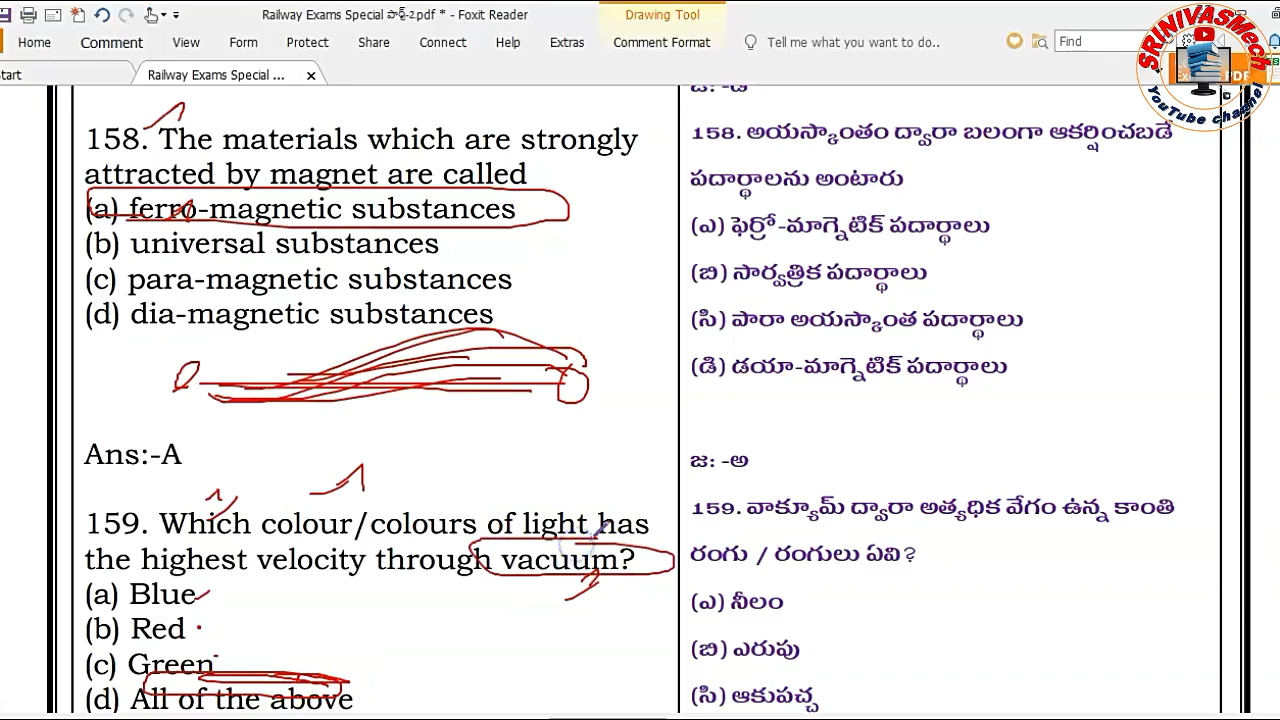 Railway Exams Special పార్ట్-2.pdf * - Foxit Reader
Drawing Tool
Home Comment View Form Protect Share Connect Help Extras Comment Format Tell me what you want to do.. Find
Start Railway Exams Special ...
SRINIVASMech
YouTube channel
158. The materials which are strongly
attracted by magnet are called
(a) ferro-magnetic substances
(b) universal substances
(c) para-magnetic substances
(d) dia-magnetic substances
Ans:-A
159. Which colour/colours of light has
the highest velocity through vacuum?
(a) Blue
(b) Red
(c) Green
(d) All of the above
158. అయస్కాంతం ద్వారా బలంగా ఆకర్షించబడే
పదార్థాలను అంటారు
(ఎ) ఫెర్రో-మాగ్నెటిక్ పదార్థాలు
(బి) సార్వత్రిక పదార్థాలు
(సి) పారా అయస్కాంత పదార్థాలు
(డి) డయా-మాగ్నెటిక్ పదార్థాలు
జ: -అ
159. వాక్యూమ్ ద్వారా అత్యధిక వేగం ఉన్న కాంతి
రంగు / రంగులు ఏవి?
(ఎ) నీలం
(బి) ఎరుపు
(సి) ఆకుపచ్చ